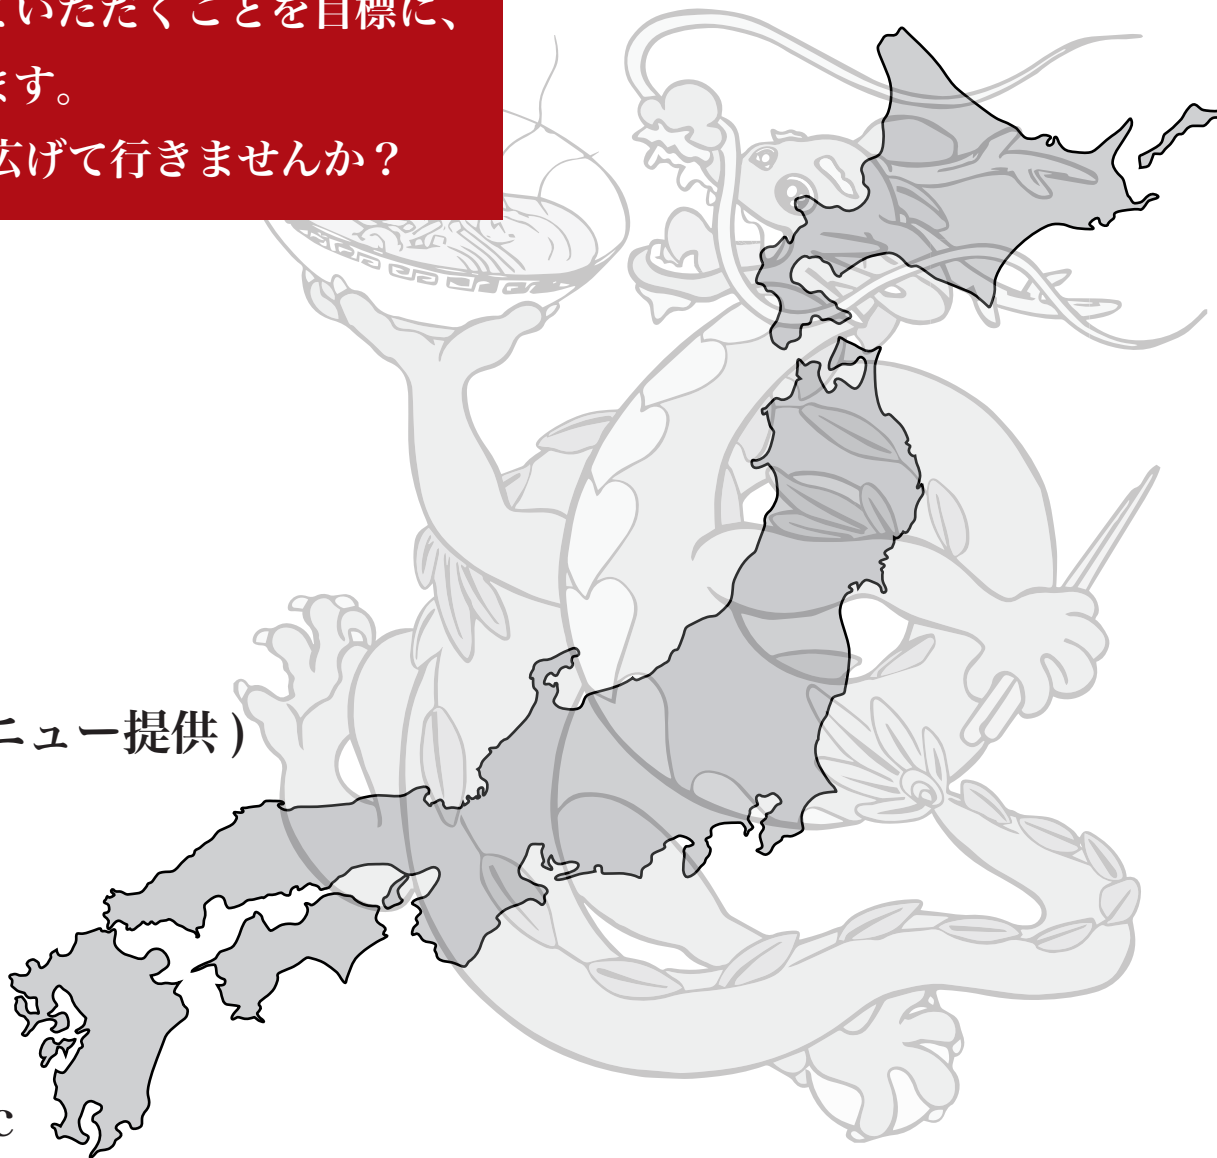 いただくことを目標に、
ます。
広げて行きませんか？
ニュー提供 )
c